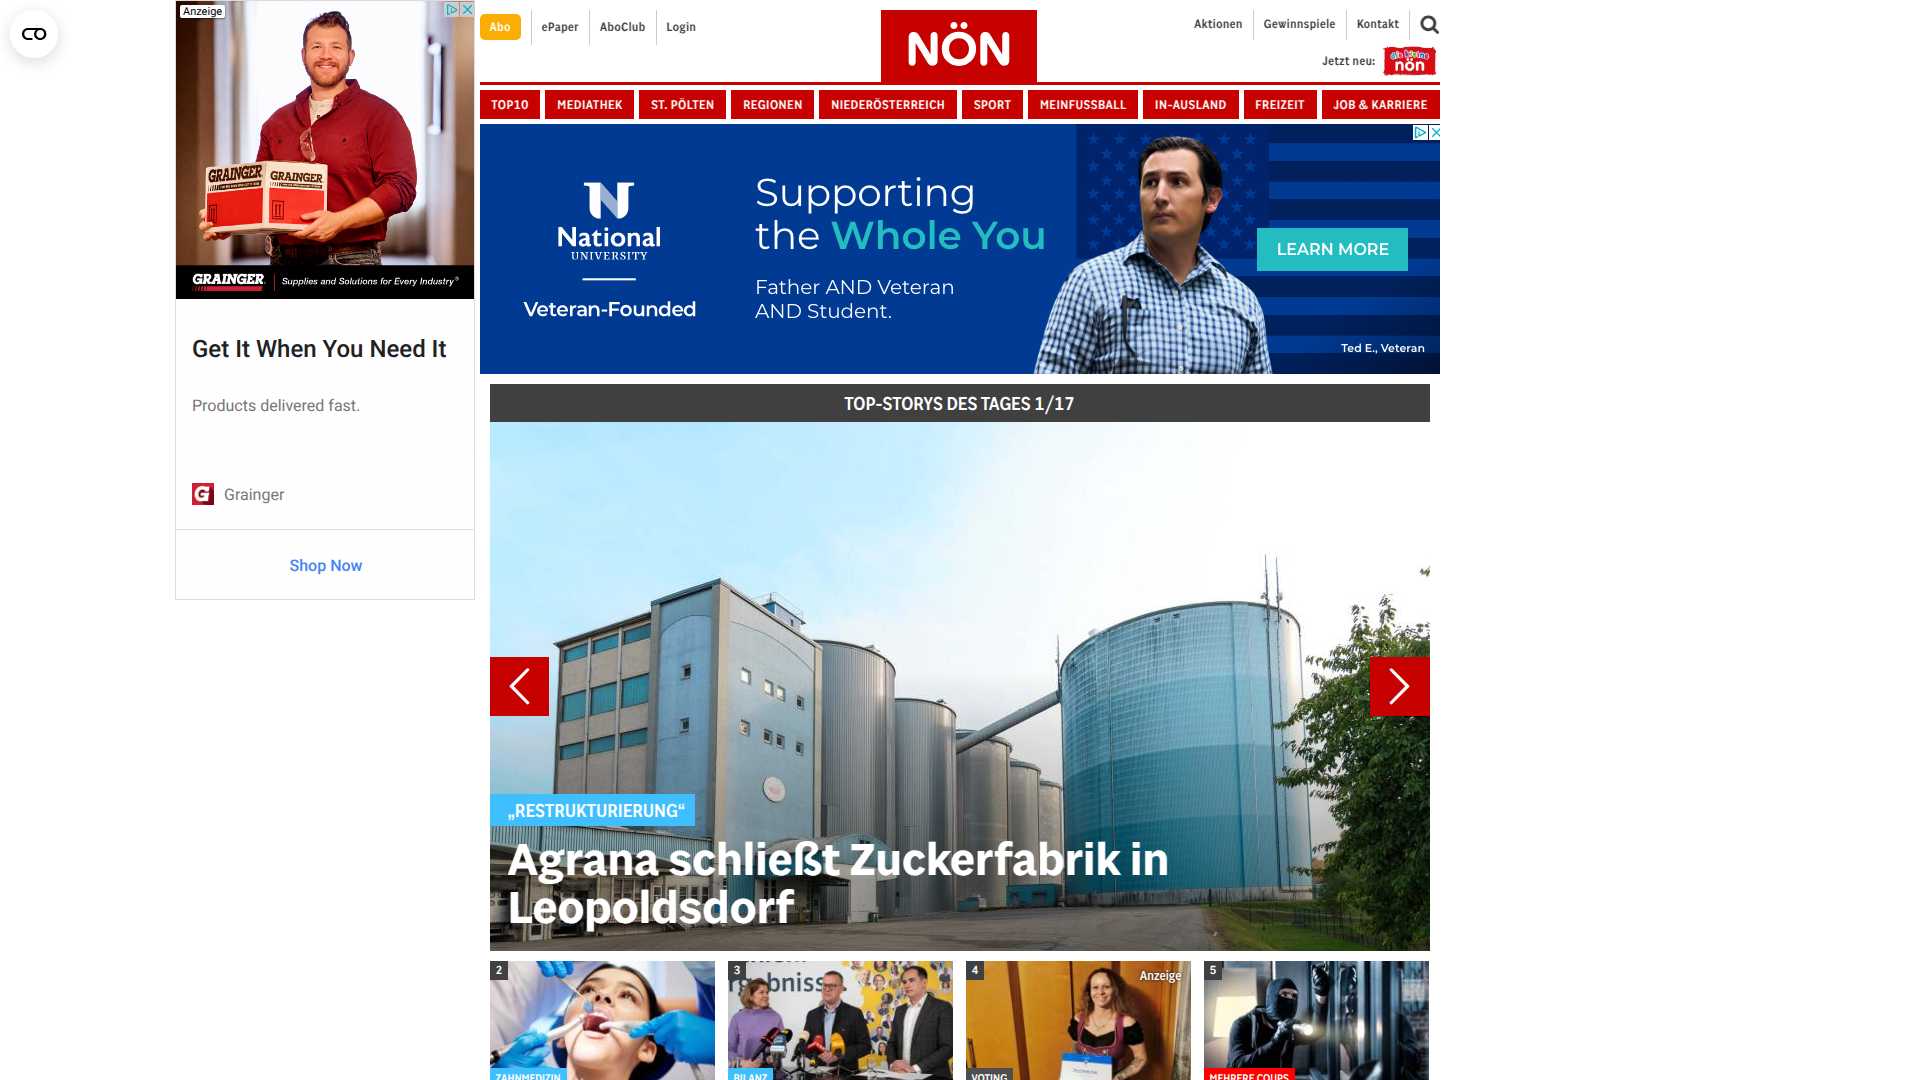 Anzeige
GRAINGER
GRAINGER
GRAINGER
Supplies and Solutions for Every Industry®
Get It When You Need It
Products delivered fast.
Grainger
Shop Now
Abo
ePaper
AboClub
Login
NÖN
Aktionen
Gewinnspiele
Kontakt
Jetzt neu:
die kleine
nön
TOP10
MEDIATHEK
ST. PÖLTEN
REGIONEN
NIEDERÖSTERREICH
SPORT
MEINFUSSBALL
IN-AUSLAND
FREIZEIT
JOB & KARRIERE
National
UNIVERSITY
Veteran-Founded
Supporting
the Whole You
Father AND Veteran
AND Student.
LEARN MORE
Ted E., Veteran
TOP-STORYS DES TAGES 1/17
„RESTRUKTURIERUNG“
Agrana schließt Zuckerfabrik in
Leopoldsdorf
2
ZAHNMEDIZIN
3
BILANZ
4
Anzeige
VOTING
5
MEHRERE COUPS